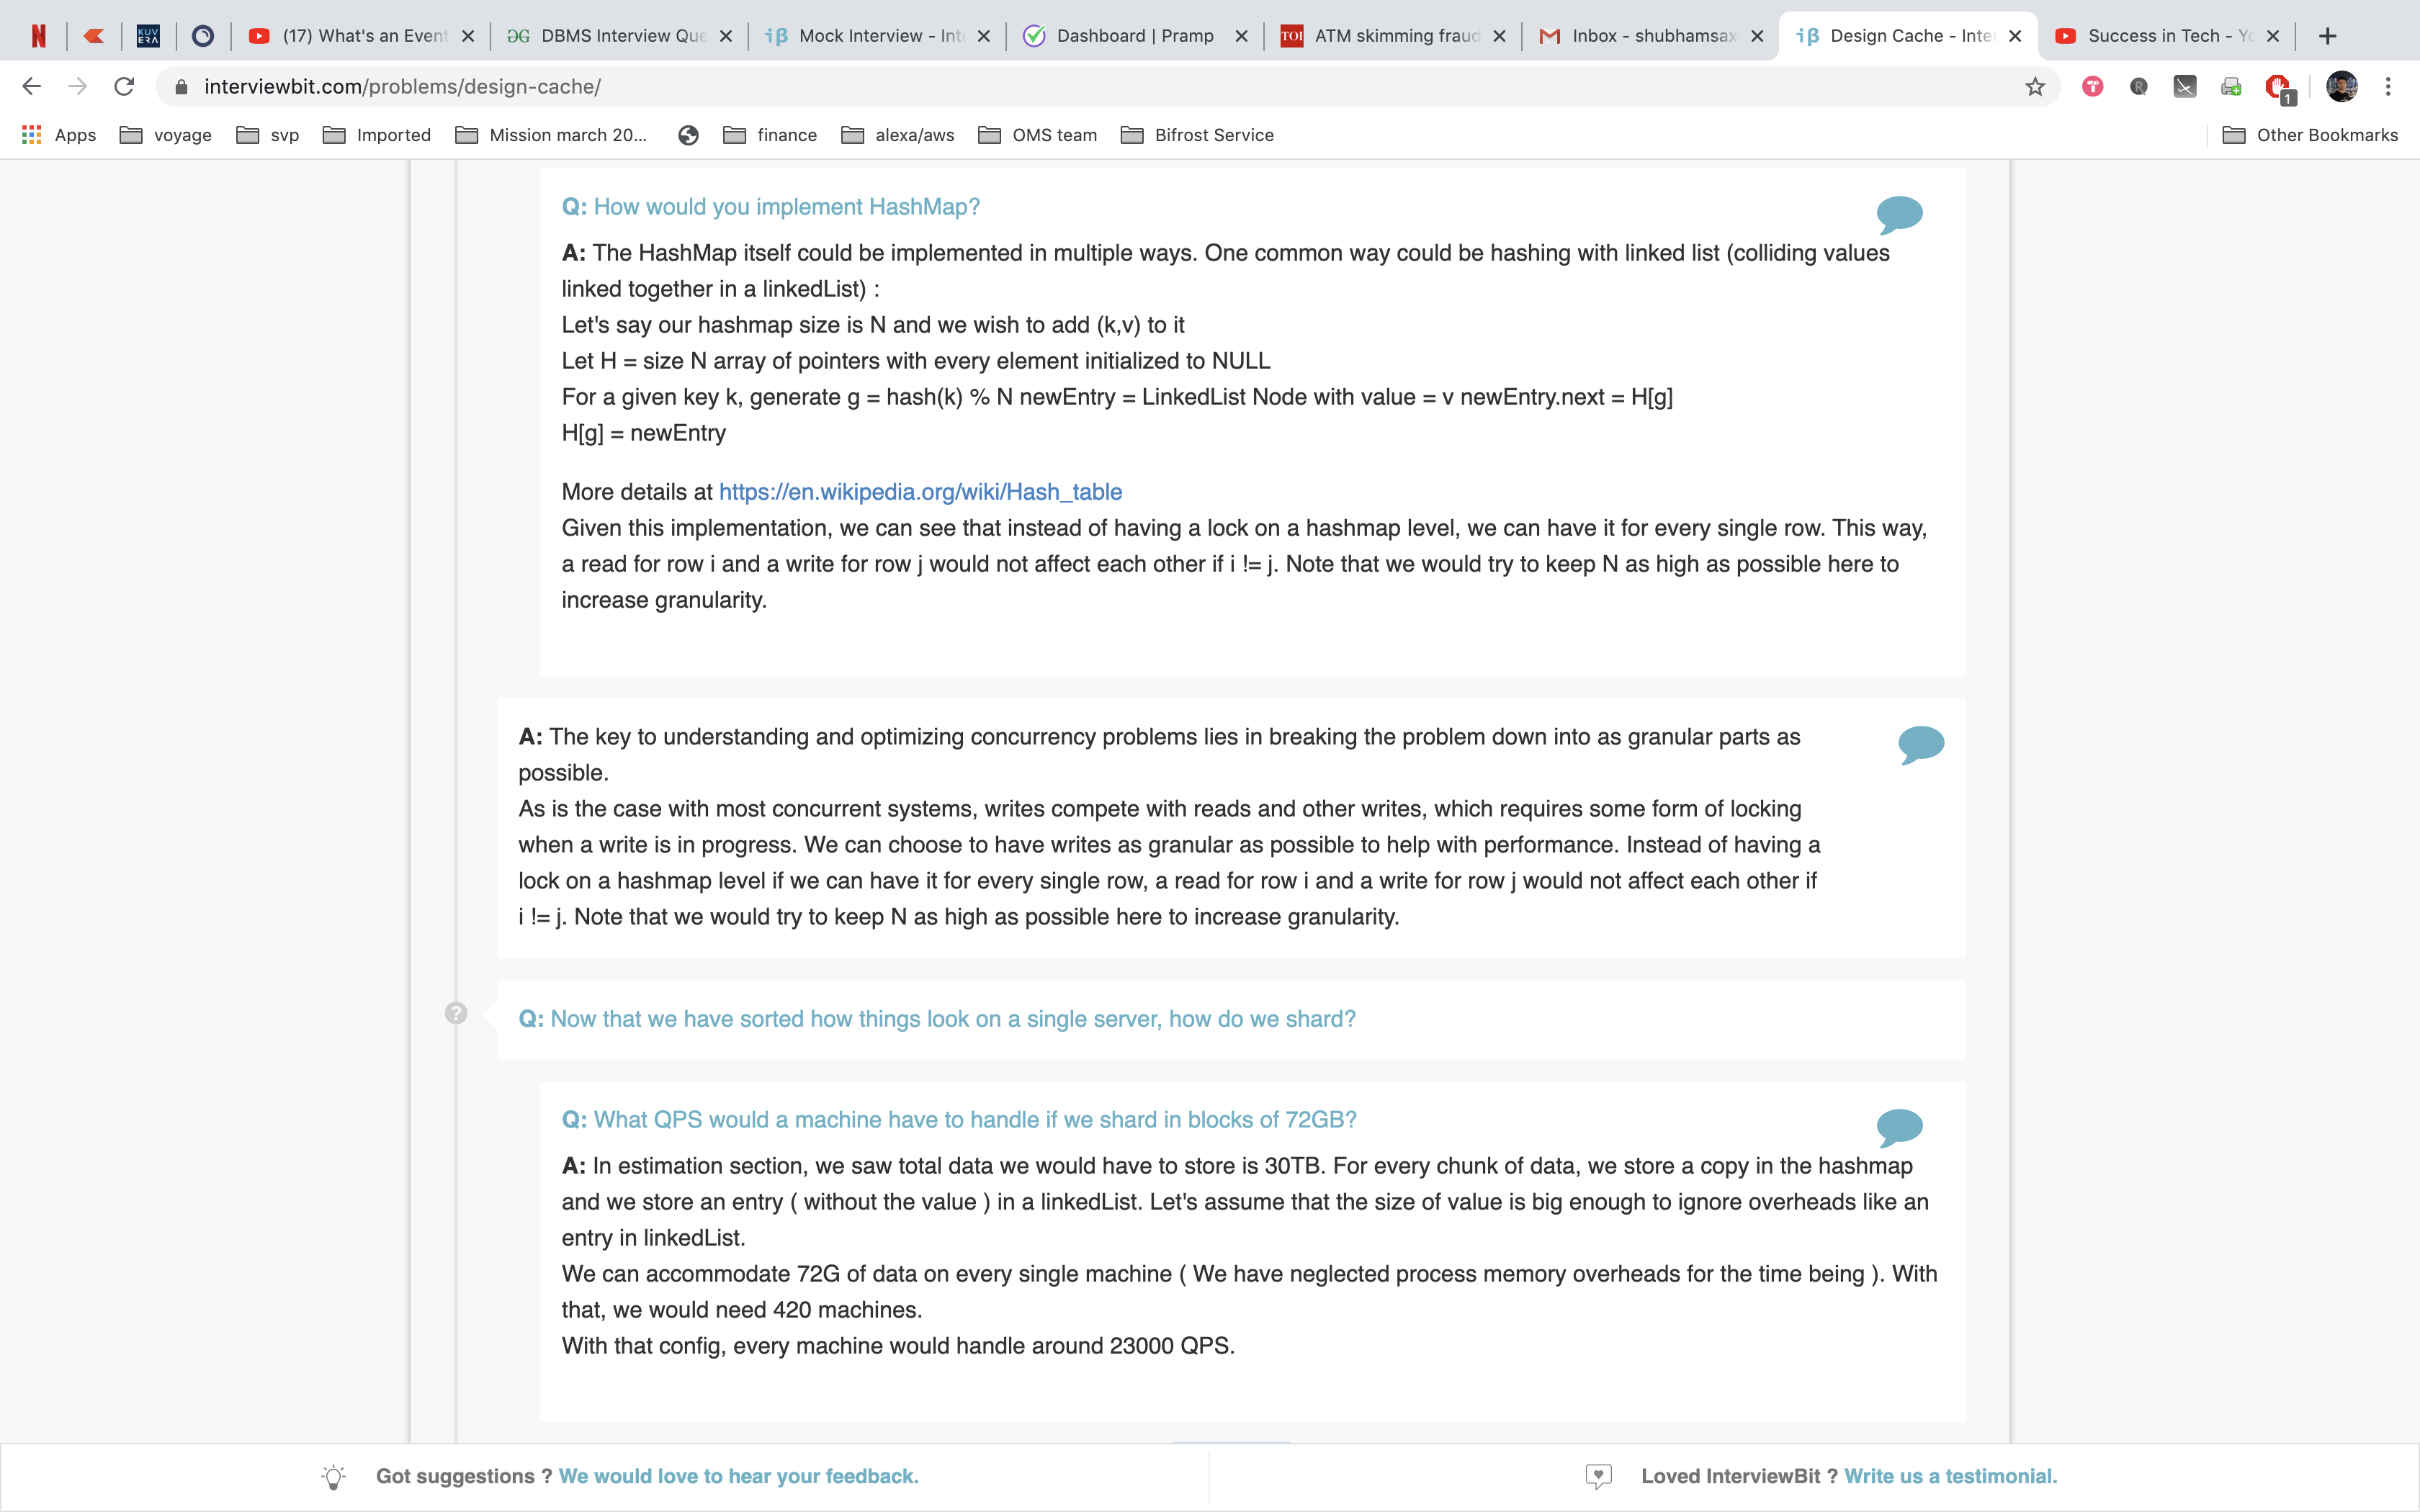 (17) What's an Event
DBMS Interview Que
Mock Interview - Int
Dashboard | Pramp
TOI ATM skimming fraud
Inbox - shubhamsax
Design Cache - Inte
Success in Tech - Yo
interviewbit.com/problems/design-cache/
1
Apps voyage svp Imported Mission march 20... finance alexa/aws OMS team Bifrost Service Other Bookmarks
Q: How would you implement HashMap?
A: The HashMap itself could be implemented in multiple ways. One common way could be hashing with linked list (colliding values
linked together in a linkedList) :
Let's say our hashmap size is N and we wish to add (k,v) to it
Let H = size N array of pointers with every element initialized to NULL
For a given key k, generate g = hash(k) % N newEntry = LinkedList Node with value = v newEntry.next = H[g]
H[g] = newEntry
More details at https://en.wikipedia.org/wiki/Hash_table
Given this implementation, we can see that instead of having a lock on a hashmap level, we can have it for every single row. This way,
a read for row i and a write for row j would not affect each other if i != j. Note that we would try to keep N as high as possible here to
increase granularity.
A: The key to understanding and optimizing concurrency problems lies in breaking the problem down into as granular parts as
possible.
As is the case with most concurrent systems, writes compete with reads and other writes, which requires some form of locking
when a write is in progress. We can choose to have writes as granular as possible to help with performance. Instead of having a
lock on a hashmap level if we can have it for every single row, a read for row i and a write for row j would not affect each other if
i != j. Note that we would try to keep N as high as possible here to increase granularity.
Q: Now that we have sorted how things look on a single server, how do we shard?
Q: What QPS would a machine have to handle if we shard in blocks of 72GB?
A: In estimation section, we saw total data we would have to store is 30TB. For every chunk of data, we store a copy in the hashmap
and we store an entry ( without the value ) in a linkedList. Let's assume that the size of value is big enough to ignore overheads like an
entry in linkedList.
We can accommodate 72G of data on every single machine ( We have neglected process memory overheads for the time being ). With
that, we would need 420 machines.
With that config, every machine would handle around 23000 QPS.
Got suggestions ? We would love to hear your feedback.
Loved InterviewBit ? Write us a testimonial.